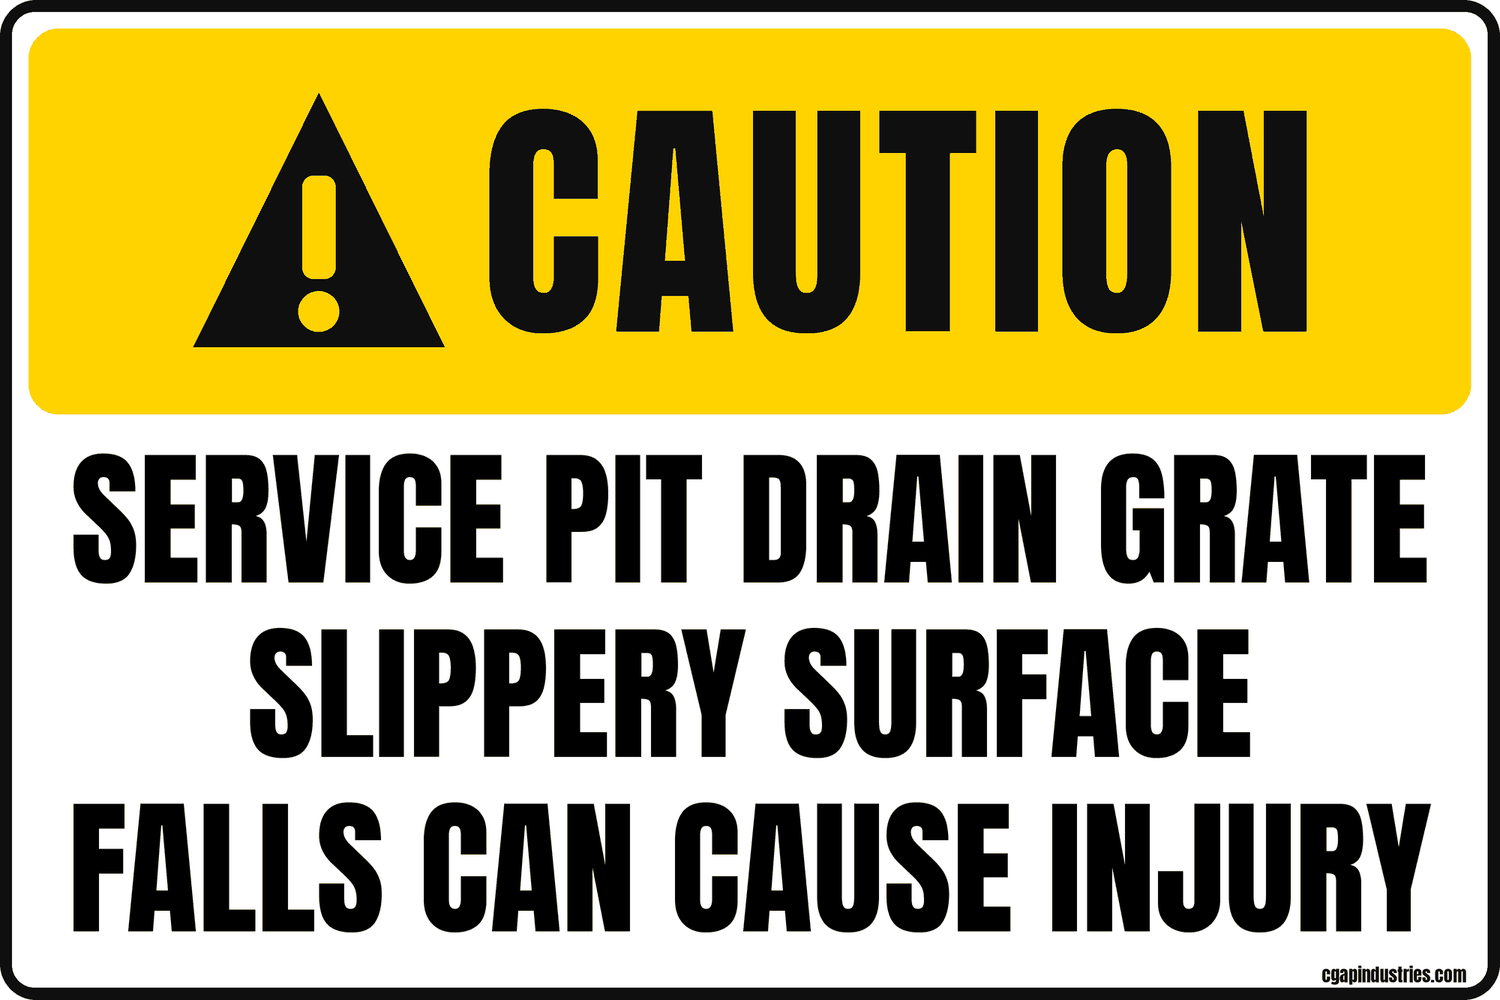 CAUTION
SERVICE PIT DRAIN GRATE
SLIPPERY SURFACE
FALLS CAN CAUSE INJURY
cgapindustries.com